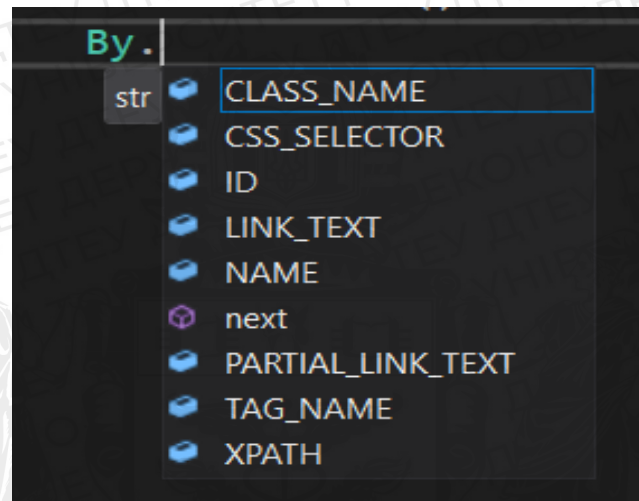 By.
str
CLASS_NAME
CSS_SELECTOR
ID
LINK_TEXT
NAME
next
PARTIAL_LINK_TEXT
TAG_NAME
XPATH